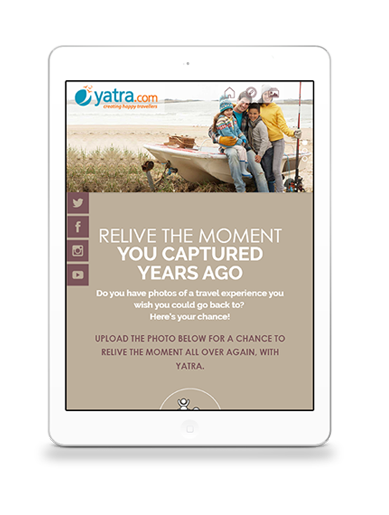 yatra.com
creating happy travellers
RELIVE THE MOMENT
YOU CAPTURED
YEARS AGO
Do you have photos of a travel experience you
wish you could go back to?
Here's your chance!
UPLOAD THE PHOTO BELOW FOR A CHANCE TO
RELIVE THE MOMENT ALL OVER AGAIN, WITH
YATRA.